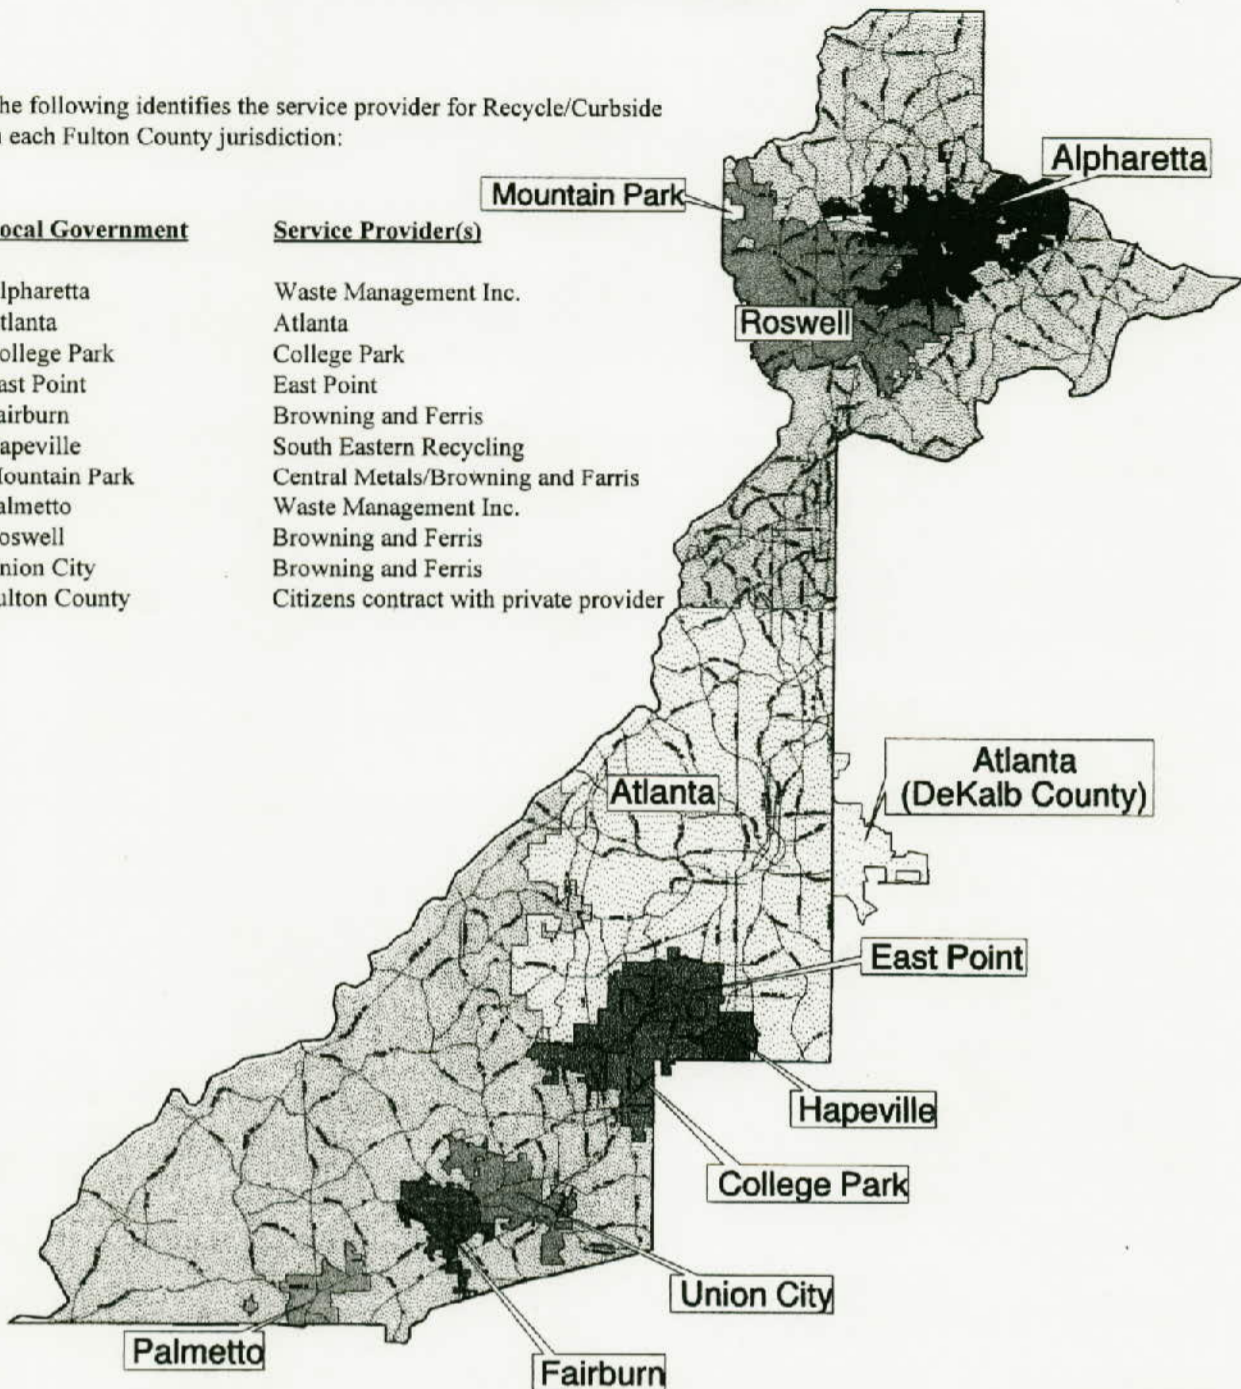 he following identifies the service provider for Recycle/Curbside
n each Fulton County jurisdiction:
ocal Government Service Provider(s)
lpharetta Waste Management Inc.
tlanta Atlanta
ollege Park College Park
ast Point East Point
airburn Browning and Ferris
apeville South Eastern Recycling
ountain Park Central Metals/Browning and Farris
almetto Waste Management Inc.
oswell Browning and Ferris
nion City Browning and Ferris
ulton County Citizens contract with private provider
Alpharetta
Mountain Park
Roswell
Atlanta
(DeKalb County)
Atlanta
East Point
Hapeville
College Park
Union City
Palmetto
Fairburn